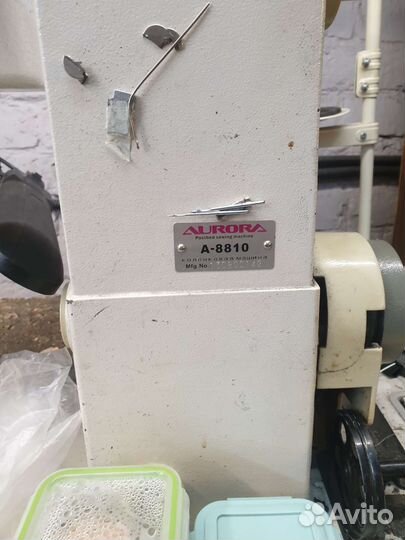 AURORA
Postbed sewing machine
A-8810
колонковая машина
Mfg.No
Avito